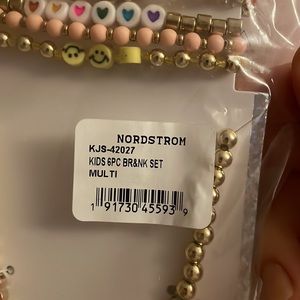 NORDSTROM
KJS-42027
KIDS 6PC BR&NK SET
MULTI
1 91730 45593 9